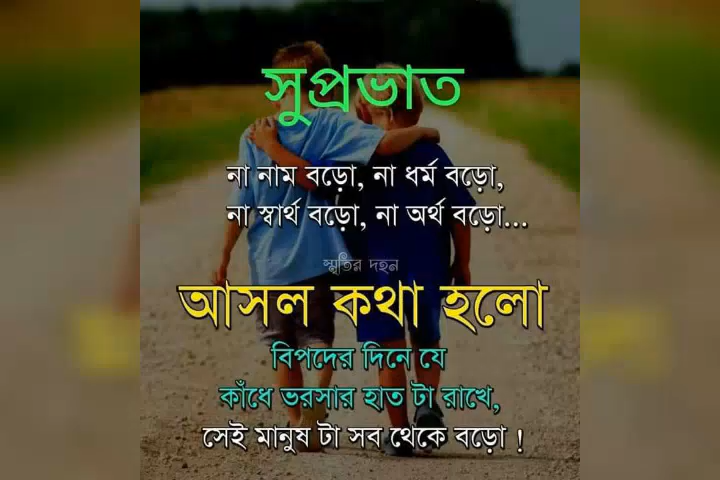 সুপ্রভাত
না নাম বড়ো, না ধর্ম বড়ো,
না স্বার্থ বড়ো, না অর্থ বড়ো...
স্মৃতির দহন
আসল কথা হলো
বিপদের দিনে যে
কাঁধে ভরসার হাত টা রাখে,
সেই মানুষ টা সব থেকে বড়ো !